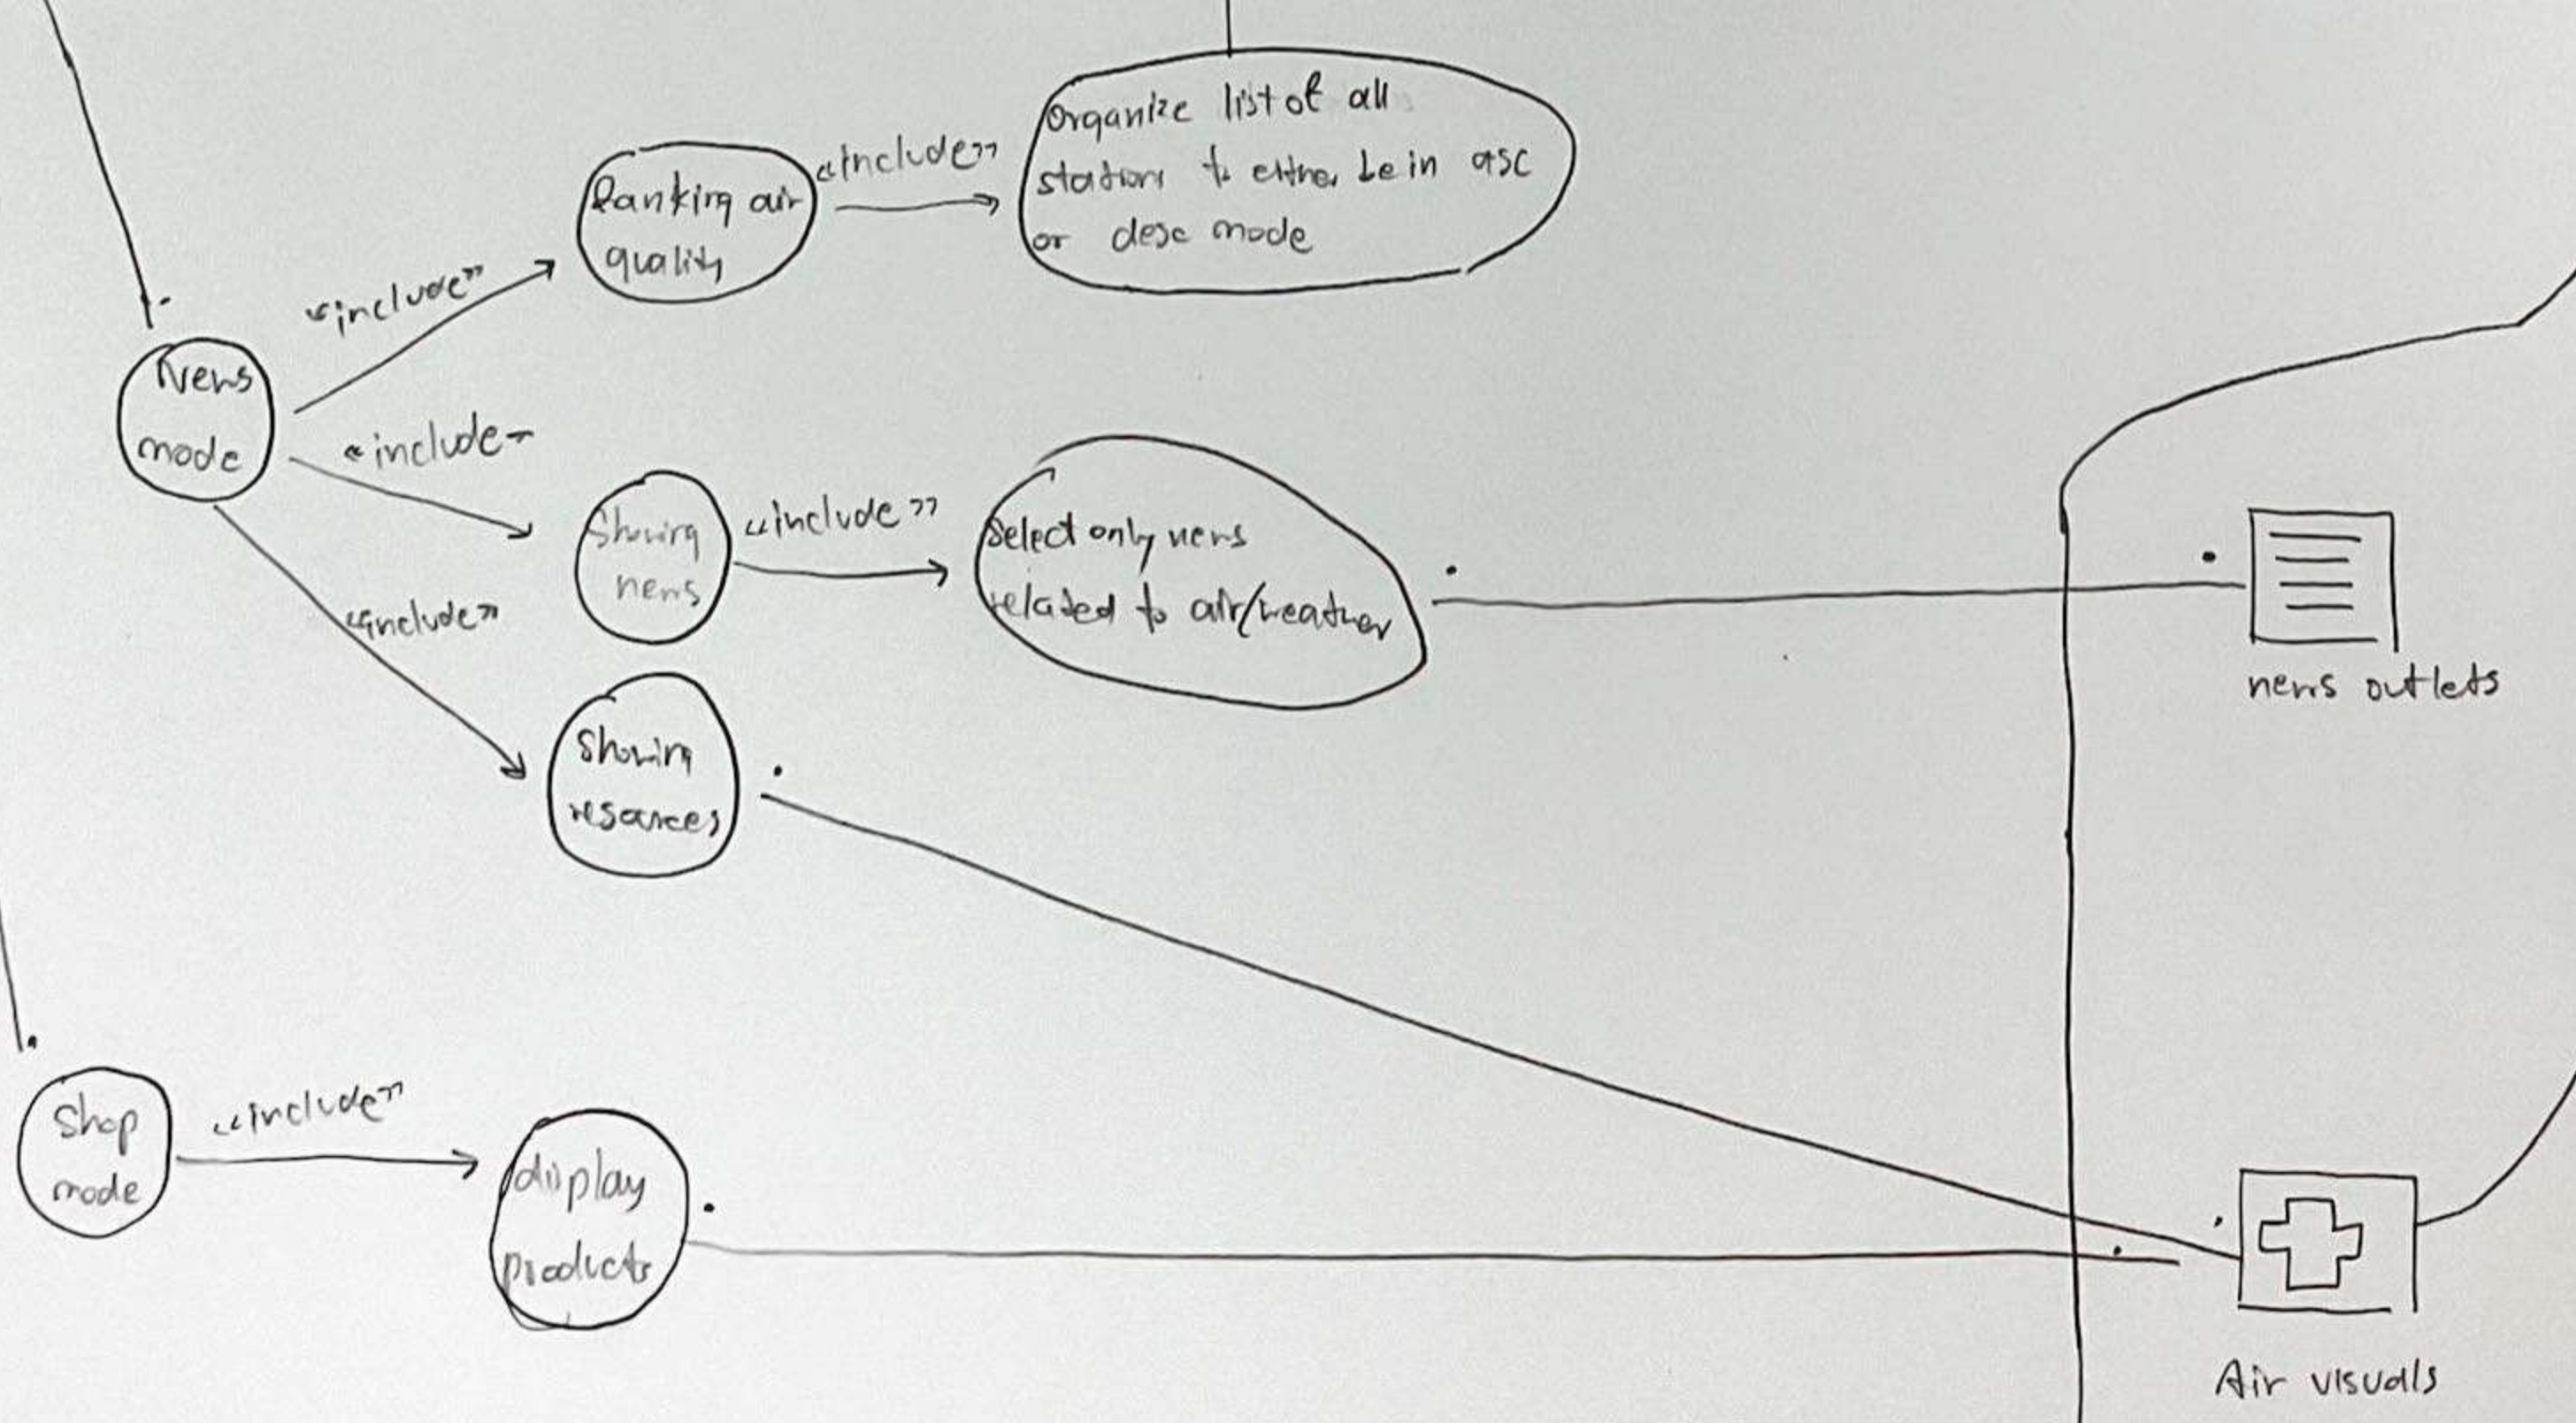 Organize list of all
station to either be in asc
or desc mode
«include»
Ranking air
quality
«include»
News
mode
«include»
Showing
news
«include»
Select only news
related to air/weather
news outlets
«include»
Showing
resources
Shop
mode
«include»
display
products
Air visuals